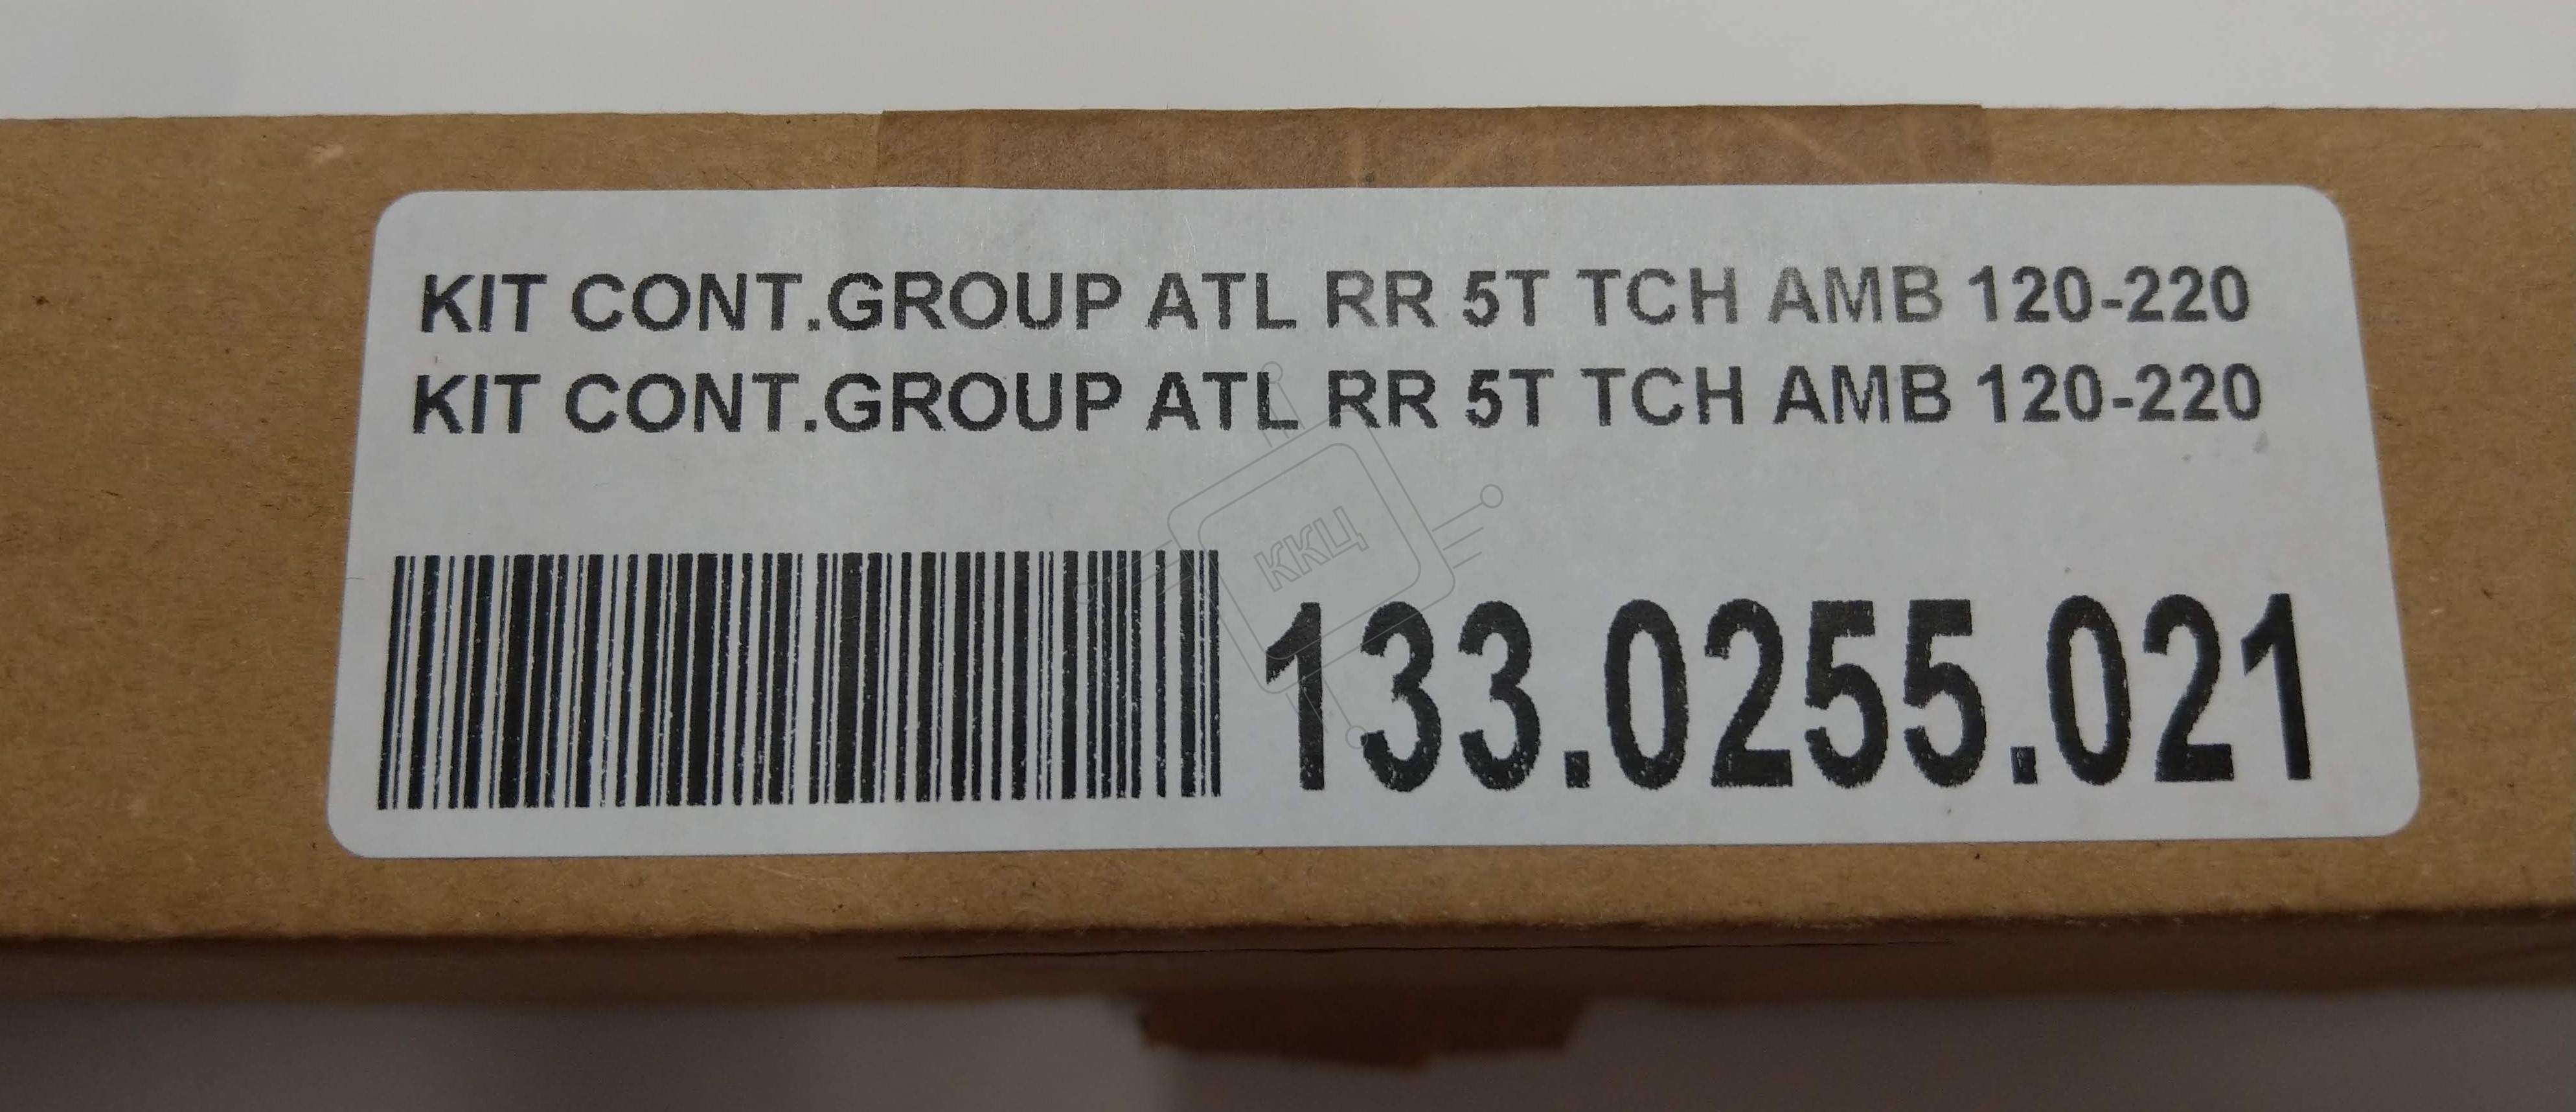 KIT CONT.GROUP ATL RR 5T TCH AMB 120-220
KIT CONT.GROUP ATL RR 5T TCH AMB 120-220
ККЦ
133.0255.021